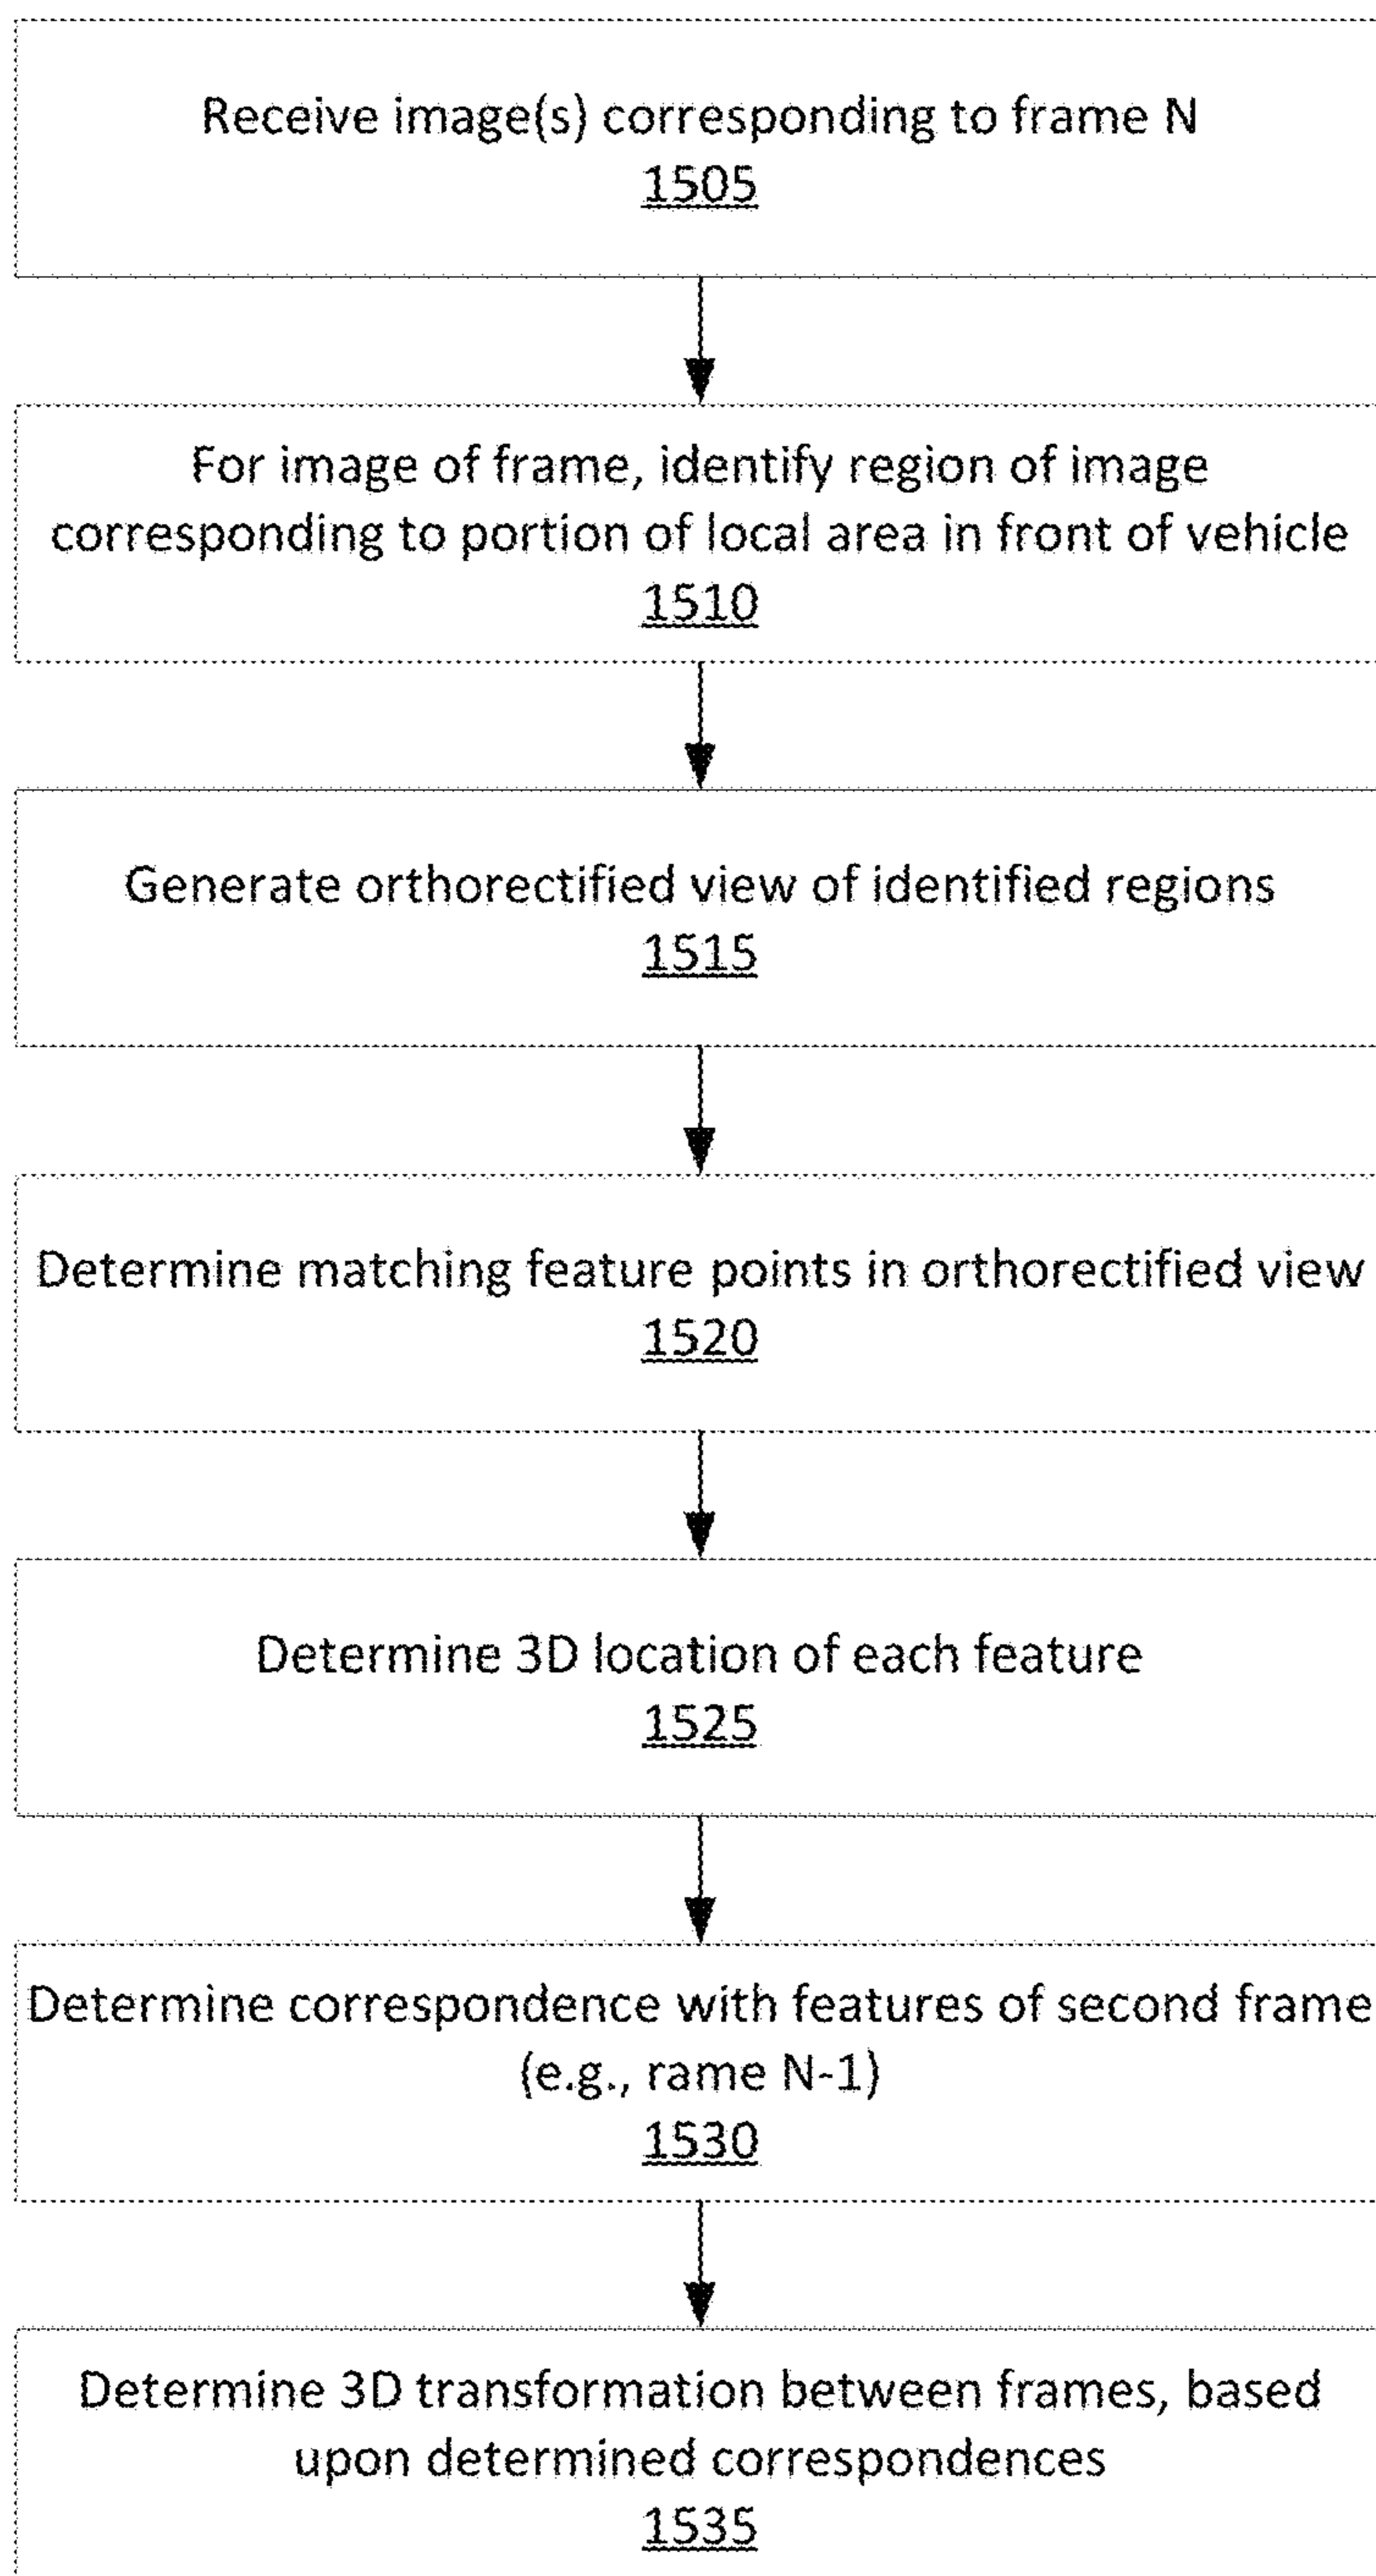 Receive image(s) corresponding to frame N
1505
For image of frame, identify region of image
corresponding to portion of local area in front of vehicle
1510
Generate orthorectified view of identified regions
1515
Determine matching feature points in orthorectified view
1520
Determine 3D location of each feature
1525
Determine correspondence with features of second frame
(e.g., rame N-1)
1530
Determine 3D transformation between frames, based
upon determined correspondences
1535